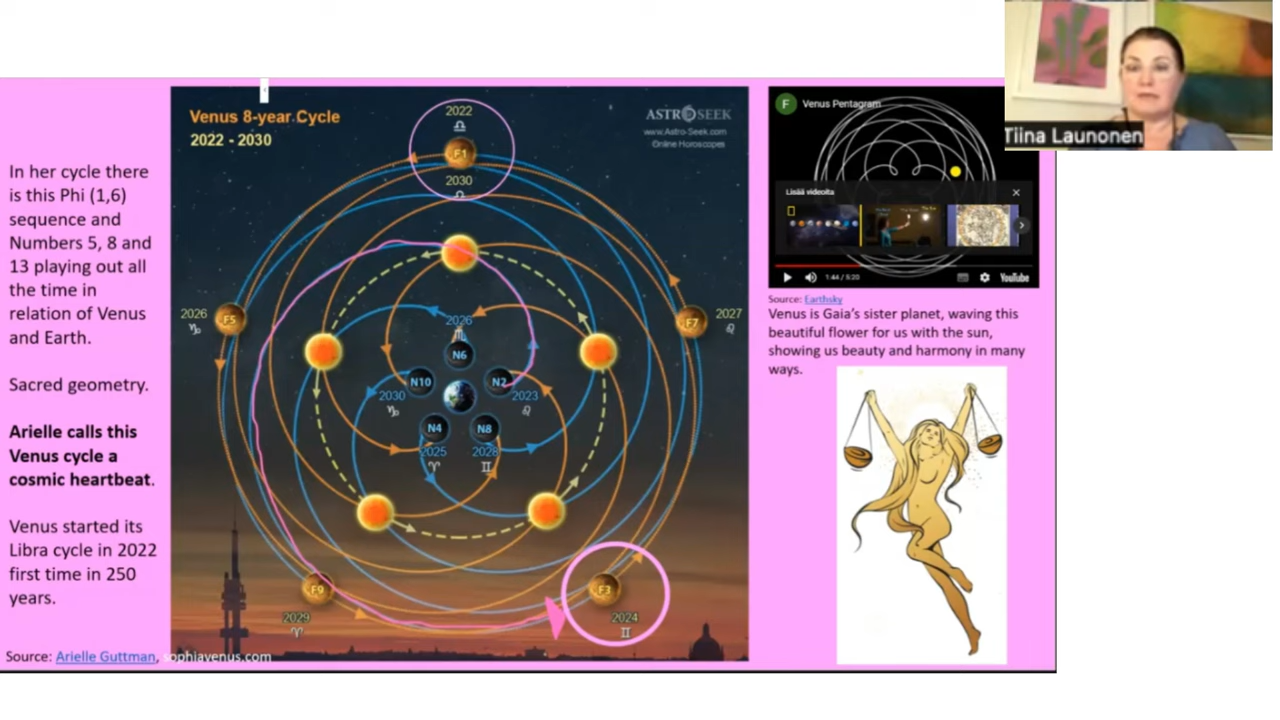 In her cycle there
is this Phi (1,6)
sequence and
Numbers 5, 8 and
13 playing out all
the time in
relation of Venus
and Earth.
Sacred geometry.
Arielle calls this
Venus cycle a
cosmic heartbeat.
Venus started its
Libra cycle in 2022
first time in 250
years.
Source: Arielle Guttman, sophiavenus.com
Venus 8-year Cycle
2022 - 2030
ASTROSEEK
www.Astro-Seek.com
Online Horoscopes
2022
♎
F1
2030
♎
2026
♑
F5
F7
2027
♌
2026
♏
N6
N10
N2
2030
♑
2023
♌
N4
N8
2025
♈
2028
♊
F9
2029
♈
F3
2024
♊
F
Venus Pentagram
Lisää videoita
1:44 / 5:20
YouTube
Source: Earthsky
Venus is Gaia's sister planet, waving this
beautiful flower for us with the sun,
showing us beauty and harmony in many
ways.
Tiina Launonen